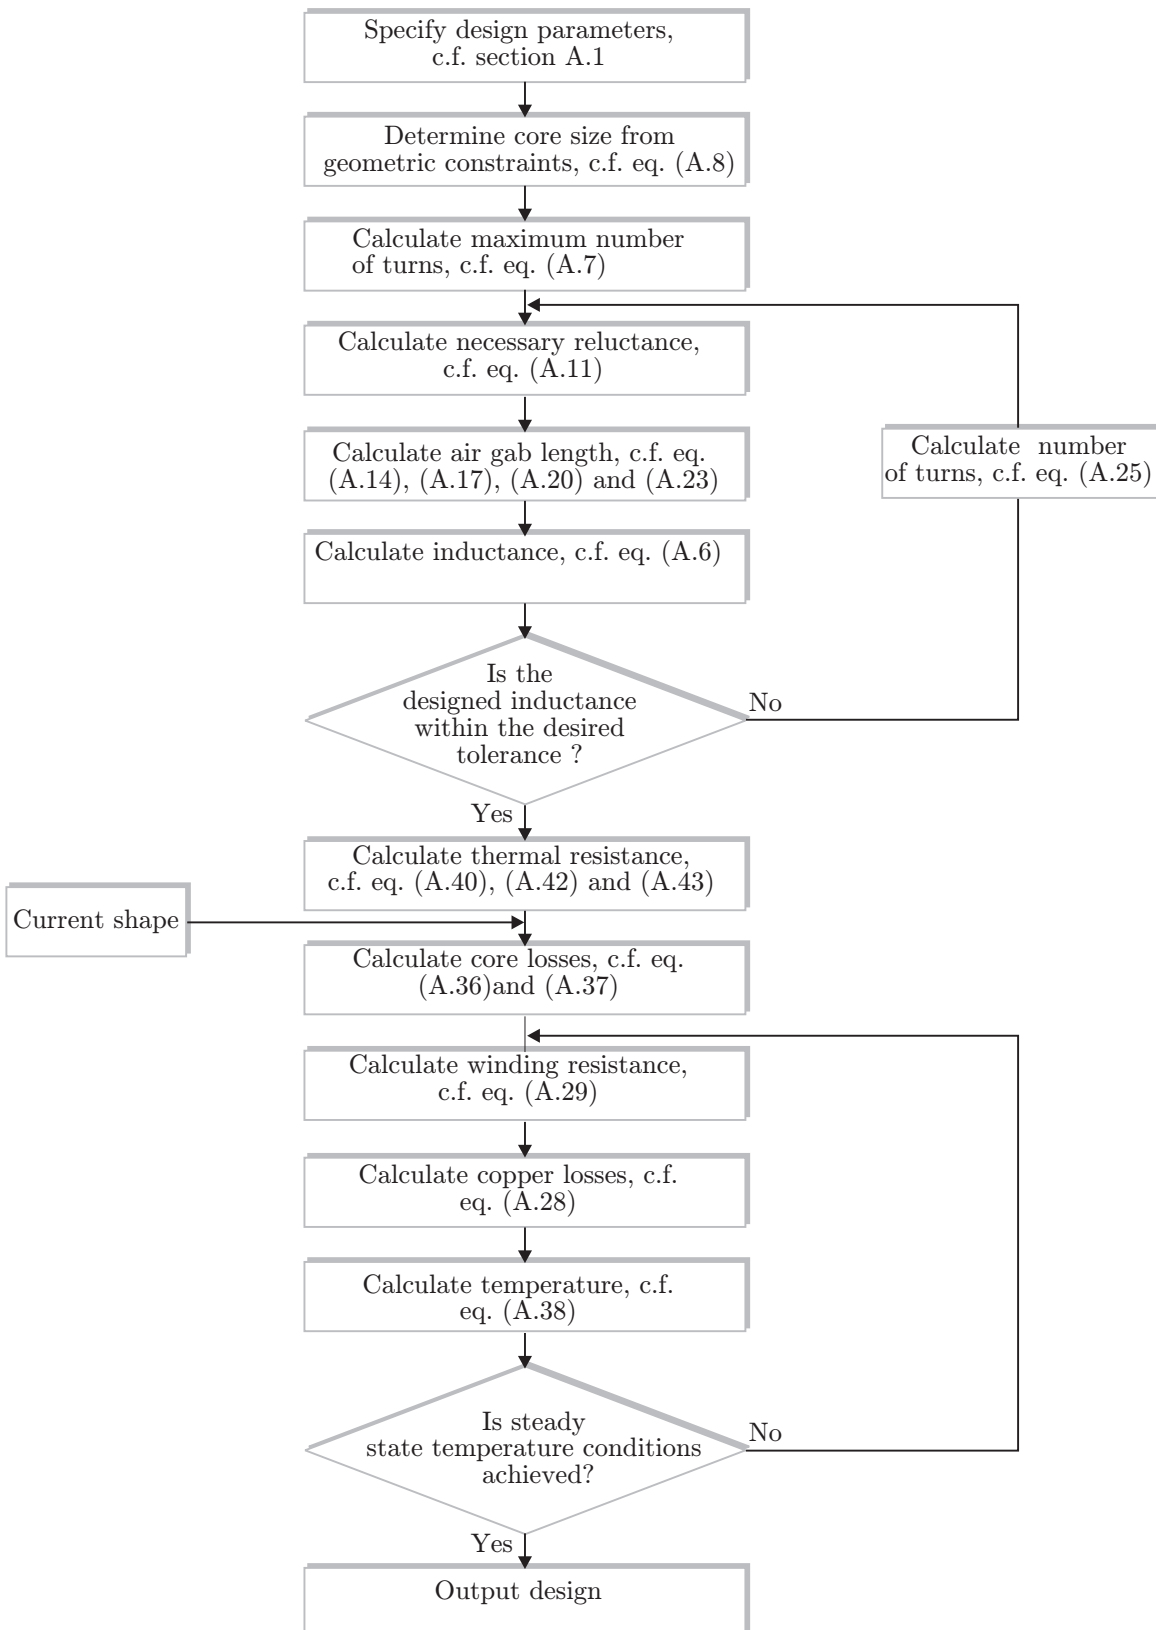 Specify design parameters,
c.f. section A.1
Determine core size from
geometric constraints, c.f. eq. (A.8)
Calculate maximum number
of turns, c.f. eq. (A.7)
Calculate necessary reluctance,
c.f. eq. (A.11)
Calculate air gab length, c.f. eq.
(A.14), (A.17), (A.20) and (A.23)
Calculate number
of turns, c.f. eq. (A.25)
Calculate inductance, c.f. eq. (A.6)
Is the
designed inductance
within the desired
tolerance ?
No
Yes
Calculate thermal resistance,
c.f. eq. (A.40), (A.42) and (A.43)
Current shape
Calculate core losses, c.f. eq.
(A.36)and (A.37)
Calculate winding resistance,
c.f. eq. (A.29)
Calculate copper losses, c.f.
eq. (A.28)
Calculate temperature, c.f.
eq. (A.38)
Is steady
state temperature conditions
achieved?
No
Yes
Output design